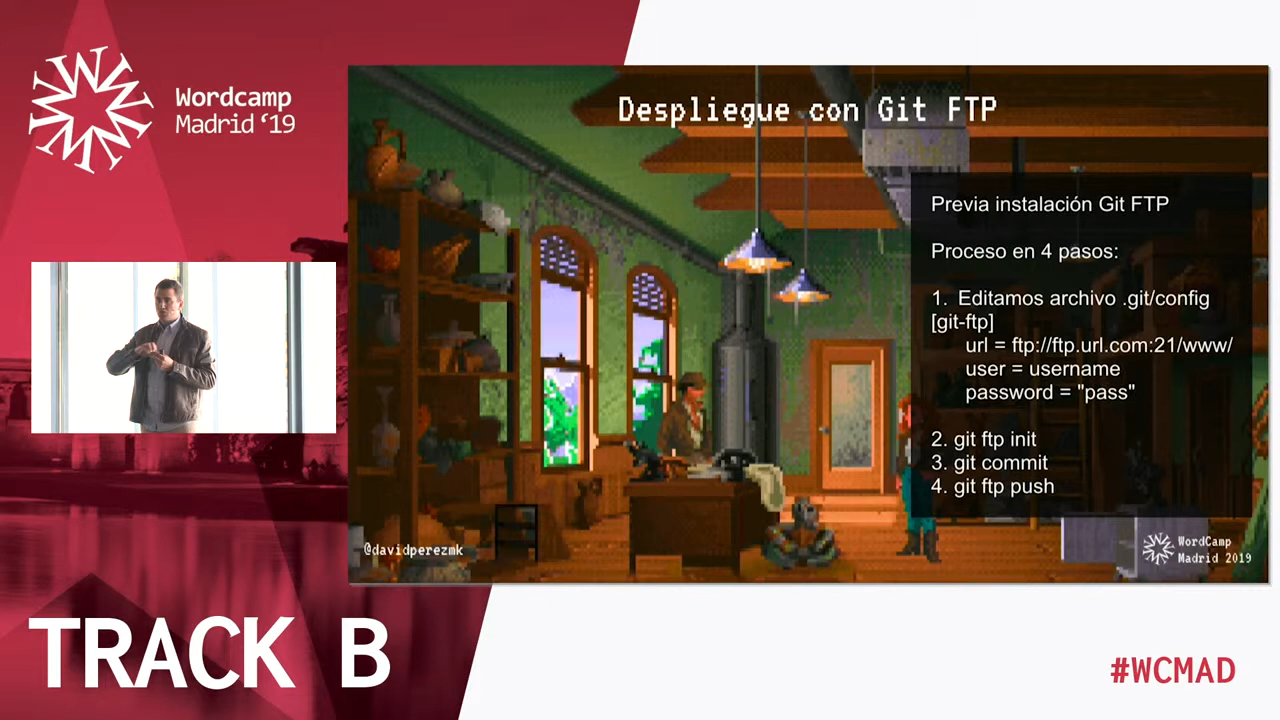 Wordcamp
Madrid '19
Despliegue con Git FTP
Previa instalación Git FTP
Proceso en 4 pasos:
1. Editamos archivo .git/config
[git-ftp]
url = ftp://ftp.url.com:21/www/
user = username
password = "pass"
2. git ftp init
3. git commit
4. git ftp push
@davidperezmk
WordCamp
Madrid 2019
TRACK B
#WCMAD